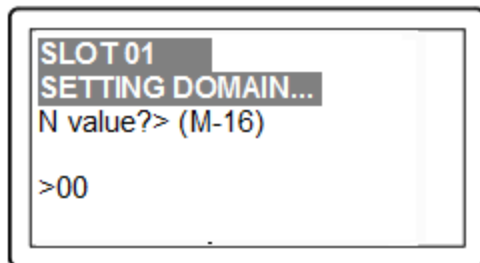 SLOT 01
SETTING DOMAIN...
N value?> (M-16)
>00